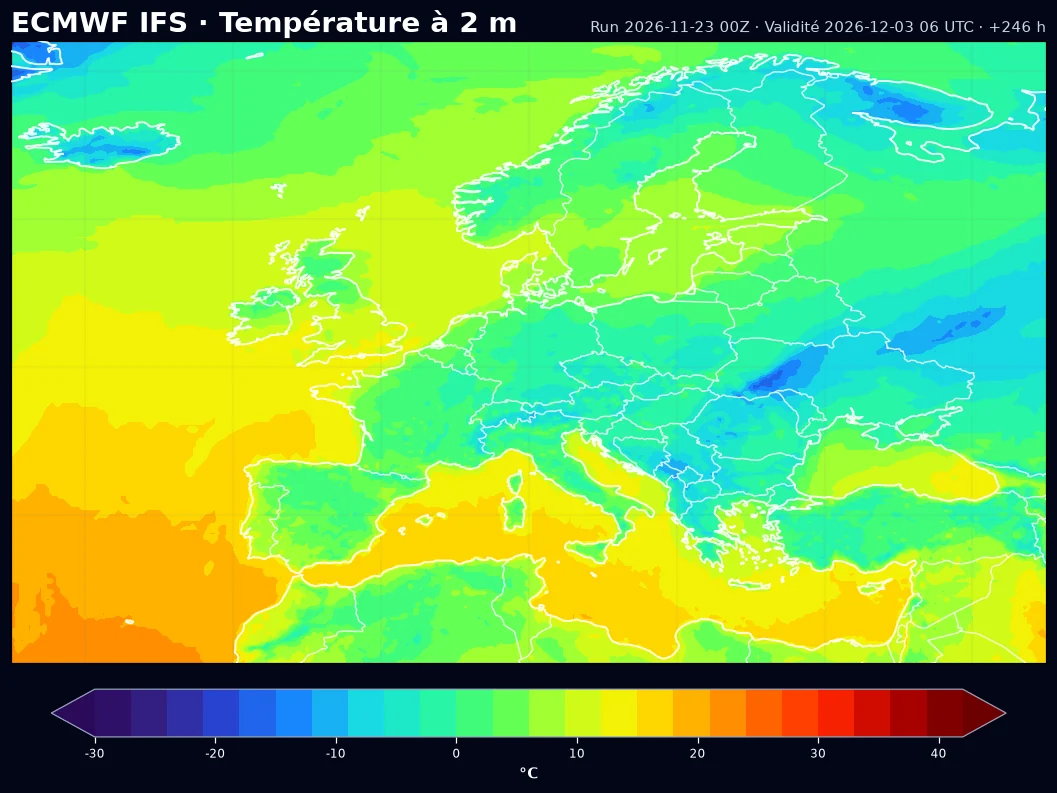 ECMWF IFS · Température à 2 m
Run 2026-11-23 00Z · Validité 2026-12-03 06 UTC · +246 h
-30 -20 -10 0 10 20 30 40
°C